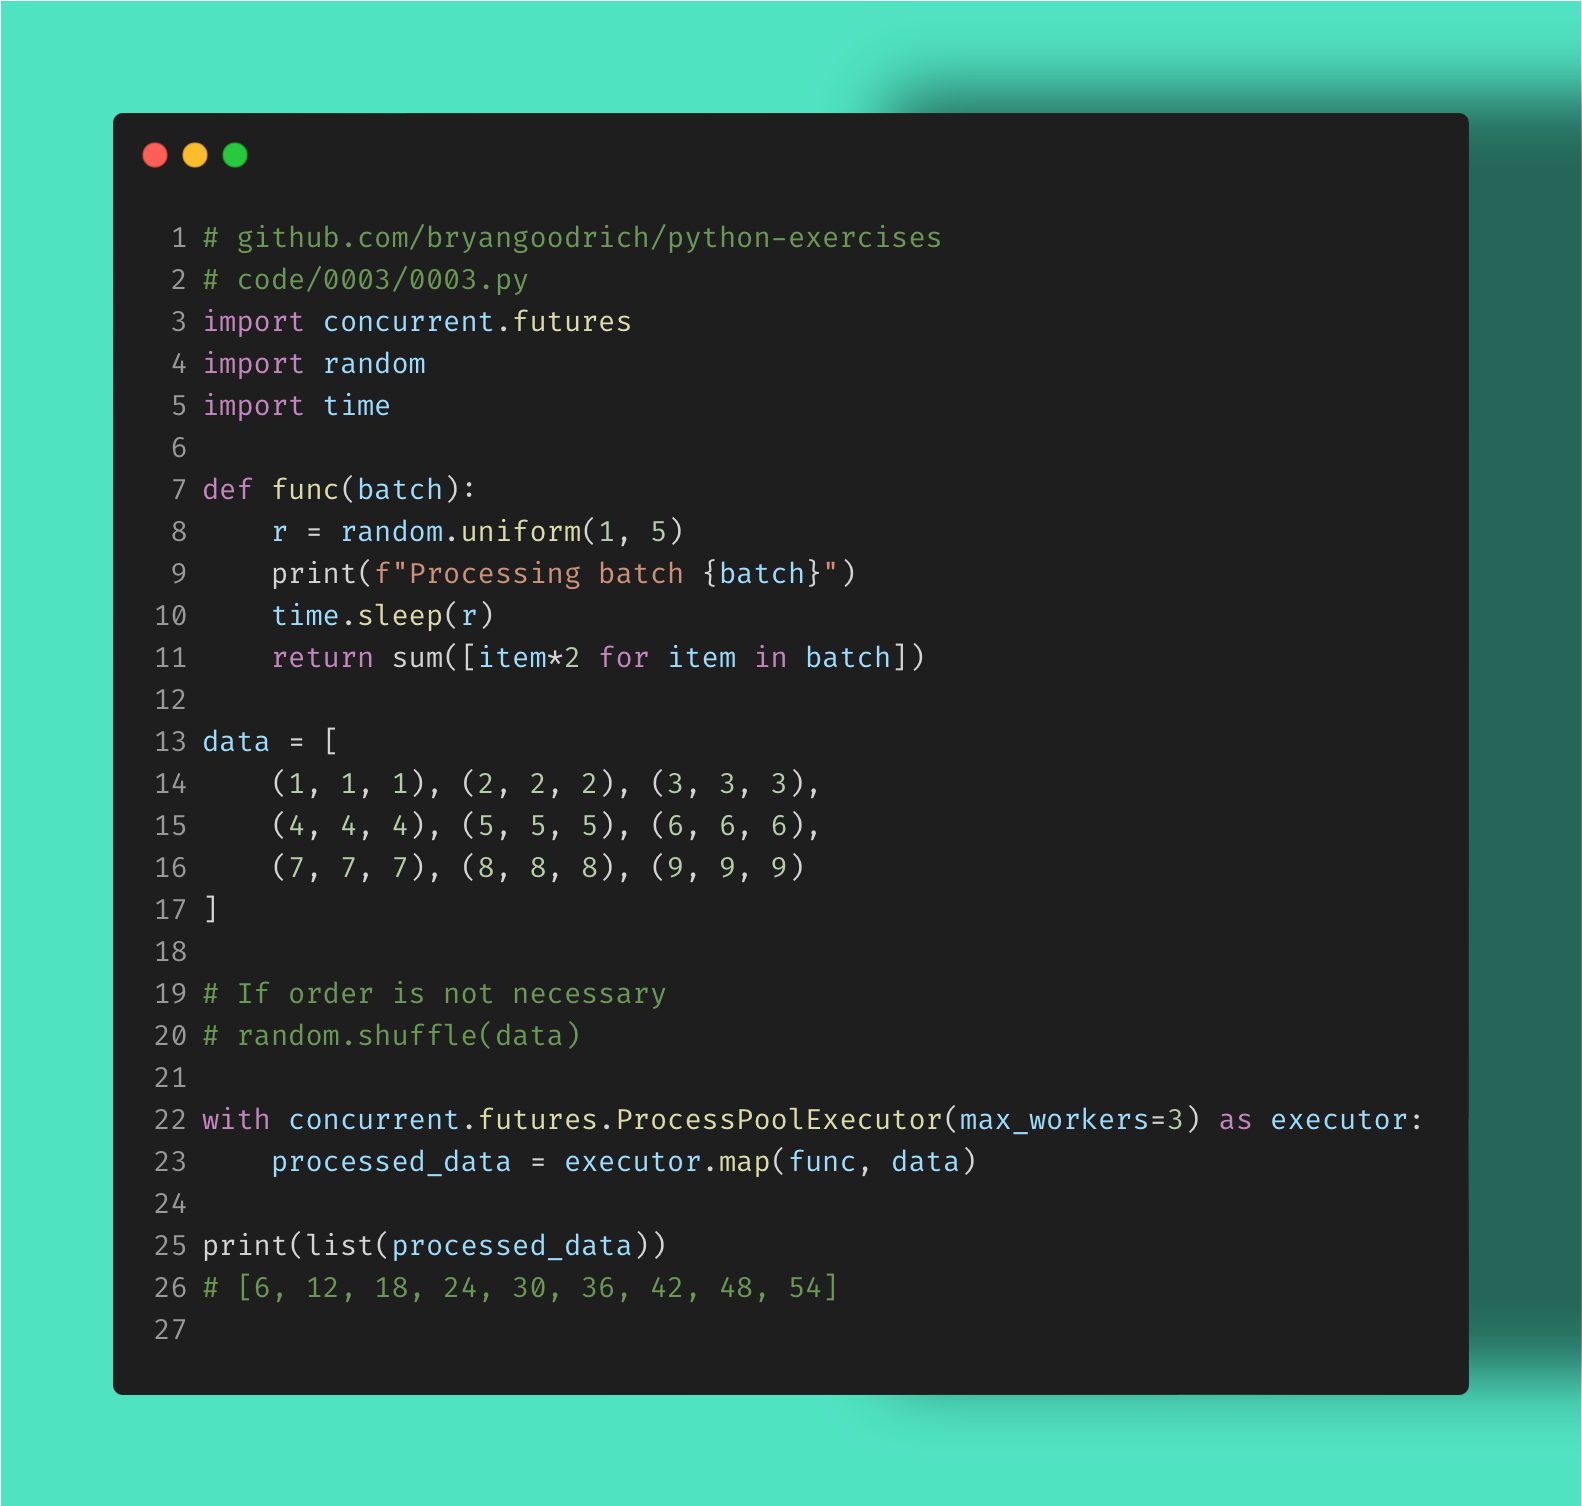 1 # github.com/bryangoodrich/python-exercises
2 # code/0003/0003.py
3 import concurrent.futures
4 import random
5 import time
6
7 def func(batch):
8     r = random.uniform(1, 5)
9     print(f"Processing batch {batch}")
10     time.sleep(r)
11     return sum([item*2 for item in batch])
12
13 data = [
14     (1, 1, 1), (2, 2, 2), (3, 3, 3),
15     (4, 4, 4), (5, 5, 5), (6, 6, 6),
16     (7, 7, 7), (8, 8, 8), (9, 9, 9)
17 ]
18
19 # If order is not necessary
20 # random.shuffle(data)
21
22 with concurrent.futures.ProcessPoolExecutor(max_workers=3) as executor:
23     processed_data = executor.map(func, data)
24
25 print(list(processed_data))
26 # [6, 12, 18, 24, 30, 36, 42, 48, 54]
27